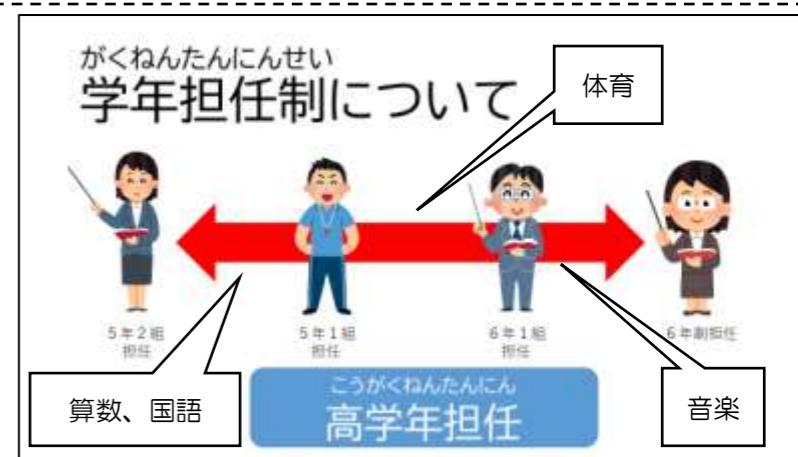 がくねんたんにんせい
学年担任制について
体育
5年2組
担任
5年1組
担任
6年1組
担任
6年副担任
算数、国語
こうがくねんたんにん
高学年担任
音楽